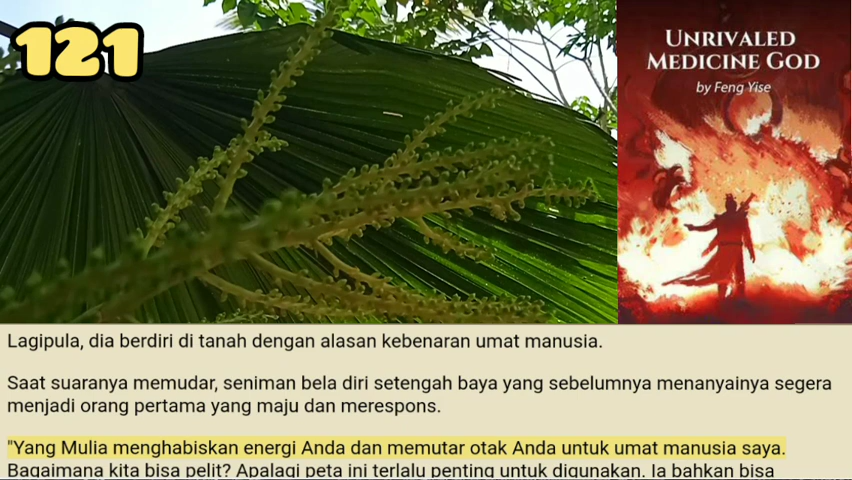 121
UNRIVALED
MEDICINE GOD
by Feng Yise
Lagipula, dia berdiri di tanah dengan alasan kebenaran umat manusia.
Saat suaranya memudar, seniman bela diri setengah baya yang sebelumnya menanyainya segera
menjadi orang pertama yang maju dan merespons.
"Yang Mulia menghabiskan energi Anda dan memutar otak Anda untuk umat manusia saya.
Bagaimana kita bisa pelit? Apalagi peta ini terlalu penting untuk digunakan. Ia bahkan bisa